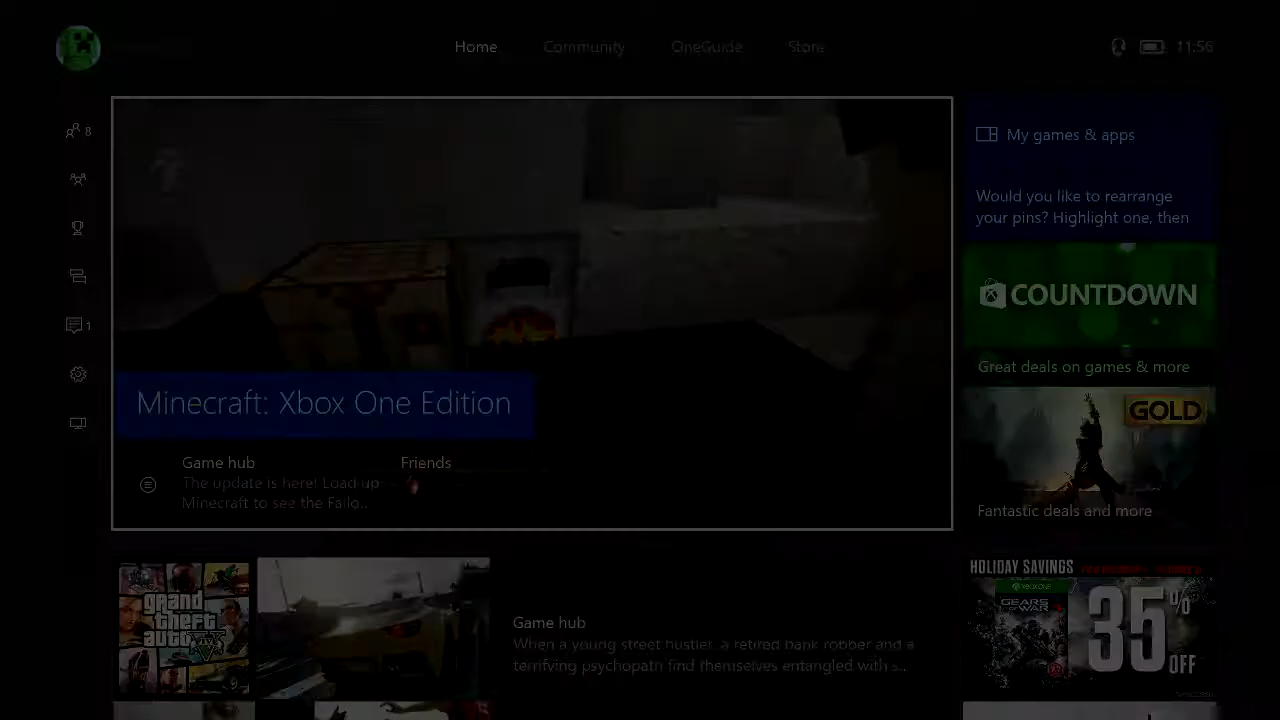 Home
Community
OneGuide
Store
11:56
8
1
My games & apps
Would you like to rearrange
your pins? Highlight one, then
COUNTDOWN
Great deals on games & more
GOLD
Fantastic deals and more
Minecraft: Xbox One Edition
Game hub
The update is here! Load up
Minecraft to see the Fallo...
Friends
grand
theft
auto
V
Game hub
When a young street hustler, a retired bank robber and a
terrifying psychopath find themselves entangled with s...
HOLIDAY SAVINGS
XBOX ONE
GEARS
OF WAR
35%
OFF